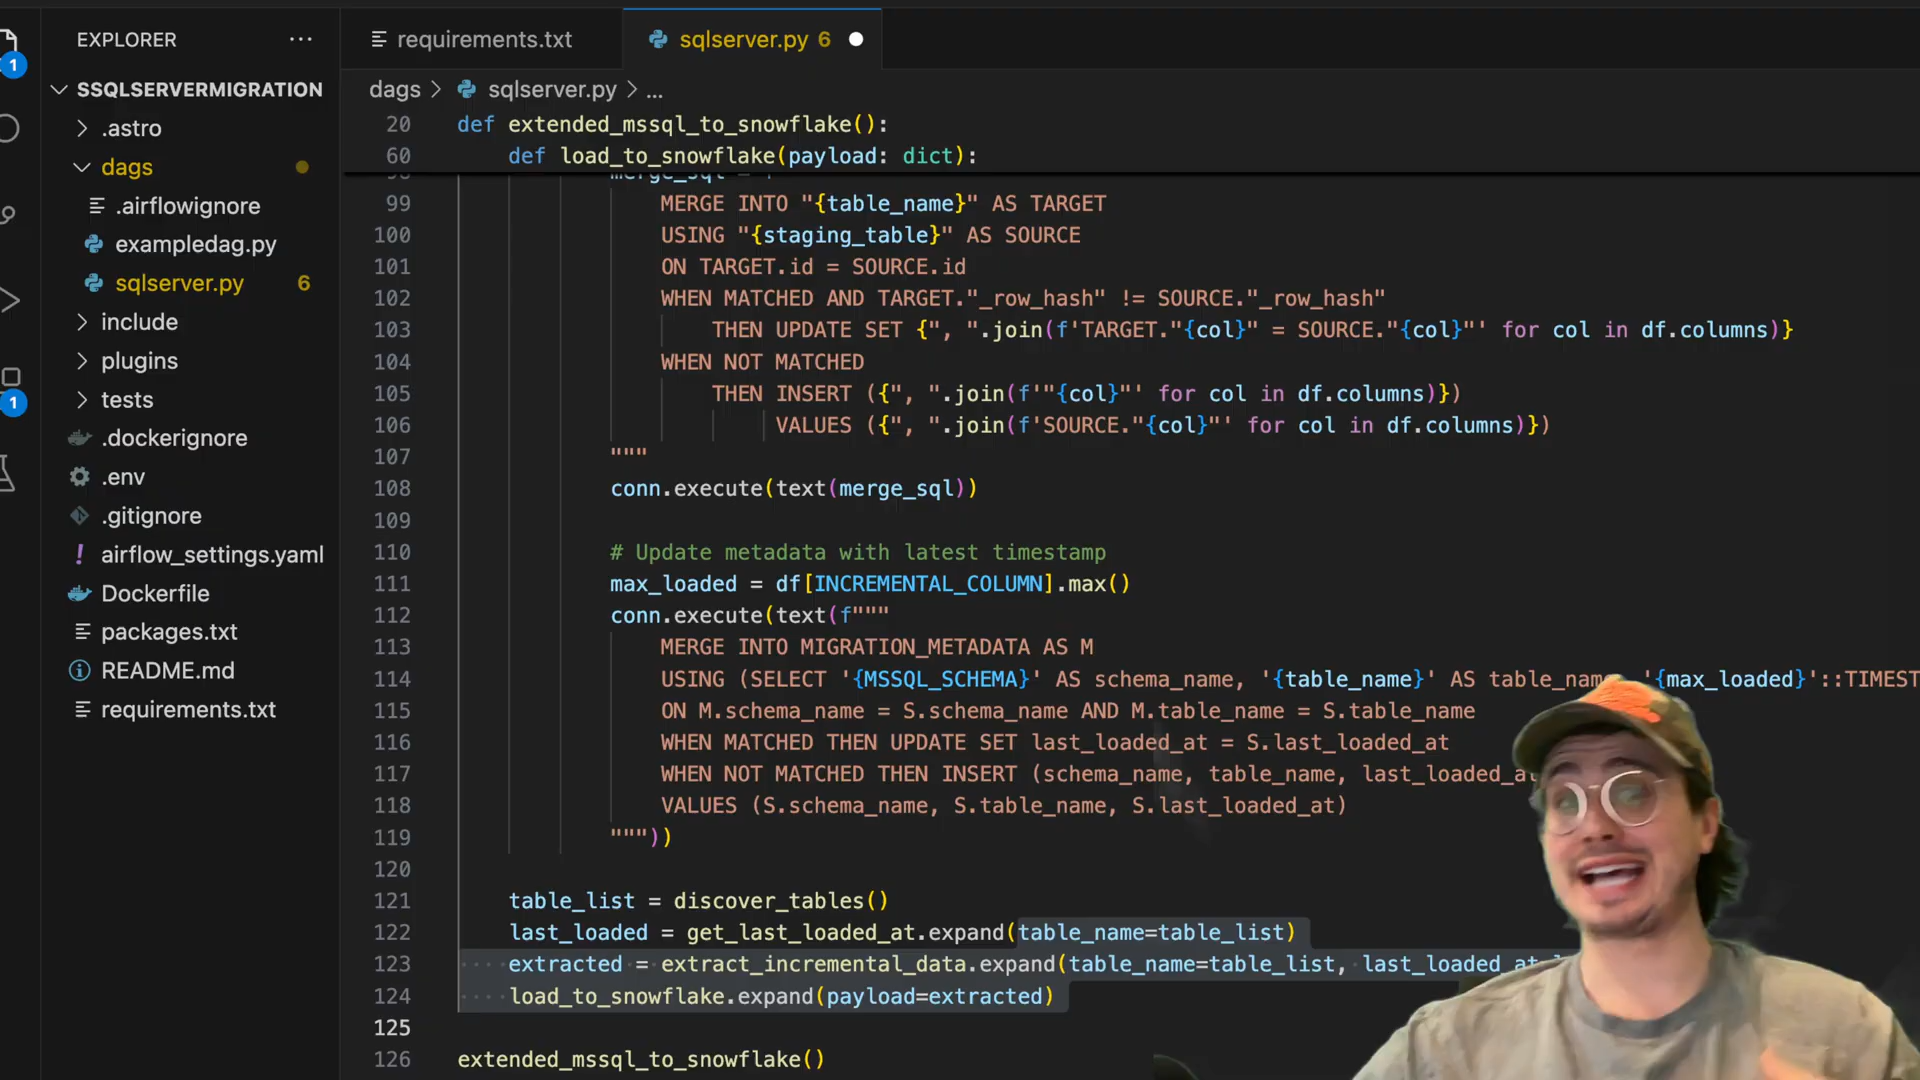 EXPLORER
requirements.txt
sqlserver.py 6
1
SSQLSERVERMIGRATION
.astro
dags
.airflowignore
exampledag.py
sqlserver.py 6
include
plugins
tests
1
.dockerignore
.env
.gitignore
! airflow_settings.yaml
Dockerfile
packages.txt
README.md
requirements.txt
dags > sqlserver.py > ...
20 def extended_mssql_to_snowflake():
60 def load_to_snowflake(payload: dict):
99 MERGE INTO "{table_name}" AS TARGET
100 USING "{staging_table}" AS SOURCE
101 ON TARGET.id = SOURCE.id
102 WHEN MATCHED AND TARGET."_row_hash" != SOURCE."_row_hash"
103 THEN UPDATE SET {", ".join(f'TARGET."{col}" = SOURCE."{col}"' for col in df.columns)}
104 WHEN NOT MATCHED
105 THEN INSERT ({", ".join(f'"{col}"' for col in df.columns)})
106 VALUES ({", ".join(f'SOURCE."{col}"' for col in df.columns)})
107 """
108 conn.execute(text(merge_sql))
109
110 # Update metadata with latest timestamp
111 max_loaded = df[INCREMENTAL_COLUMN].max()
112 conn.execute(text(f"""
113 MERGE INTO MIGRATION_METADATA AS M
114 USING (SELECT '{MSSQL_SCHEMA}' AS schema_name, '{table_name}' AS table_name, '{max_loaded}'::TIMEST
115 ON M.schema_name = S.schema_name AND M.table_name = S.table_name
116 WHEN MATCHED THEN UPDATE SET last_loaded_at = S.last_loaded_at
117 WHEN NOT MATCHED THEN INSERT (schema_name, table_name, last_loaded_at
118 VALUES (S.schema_name, S.table_name, S.last_loaded_at)
119 """))
120
121 table_list = discover_tables()
122 last_loaded = get_last_loaded_at.expand(table_name=table_list)
123 extracted = extract_incremental_data.expand(table_name=table_list, last_loaded_at
124 load_to_snowflake.expand(payload=extracted)
125
126 extended_mssql_to_snowflake()